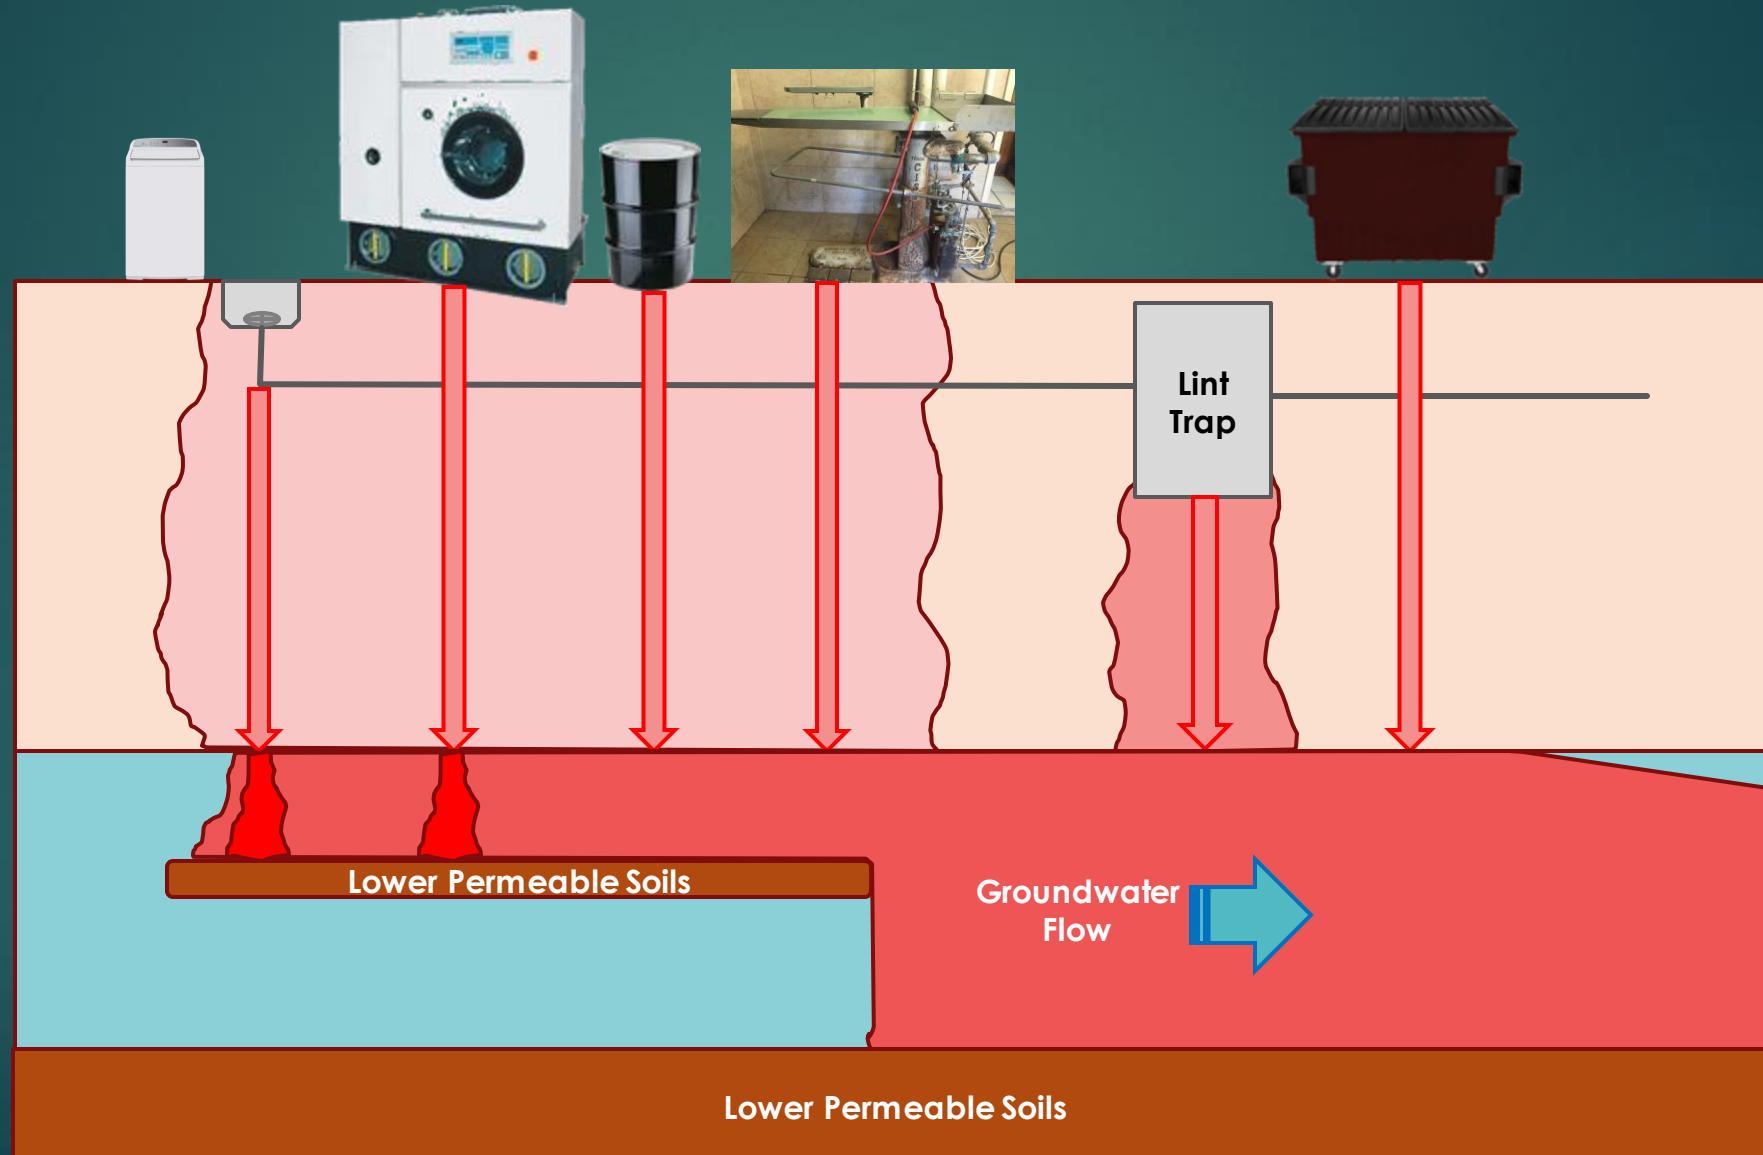 Lint
Trap
Lower Permeable Soils
Groundwater
Flow
Lower Permeable Soils